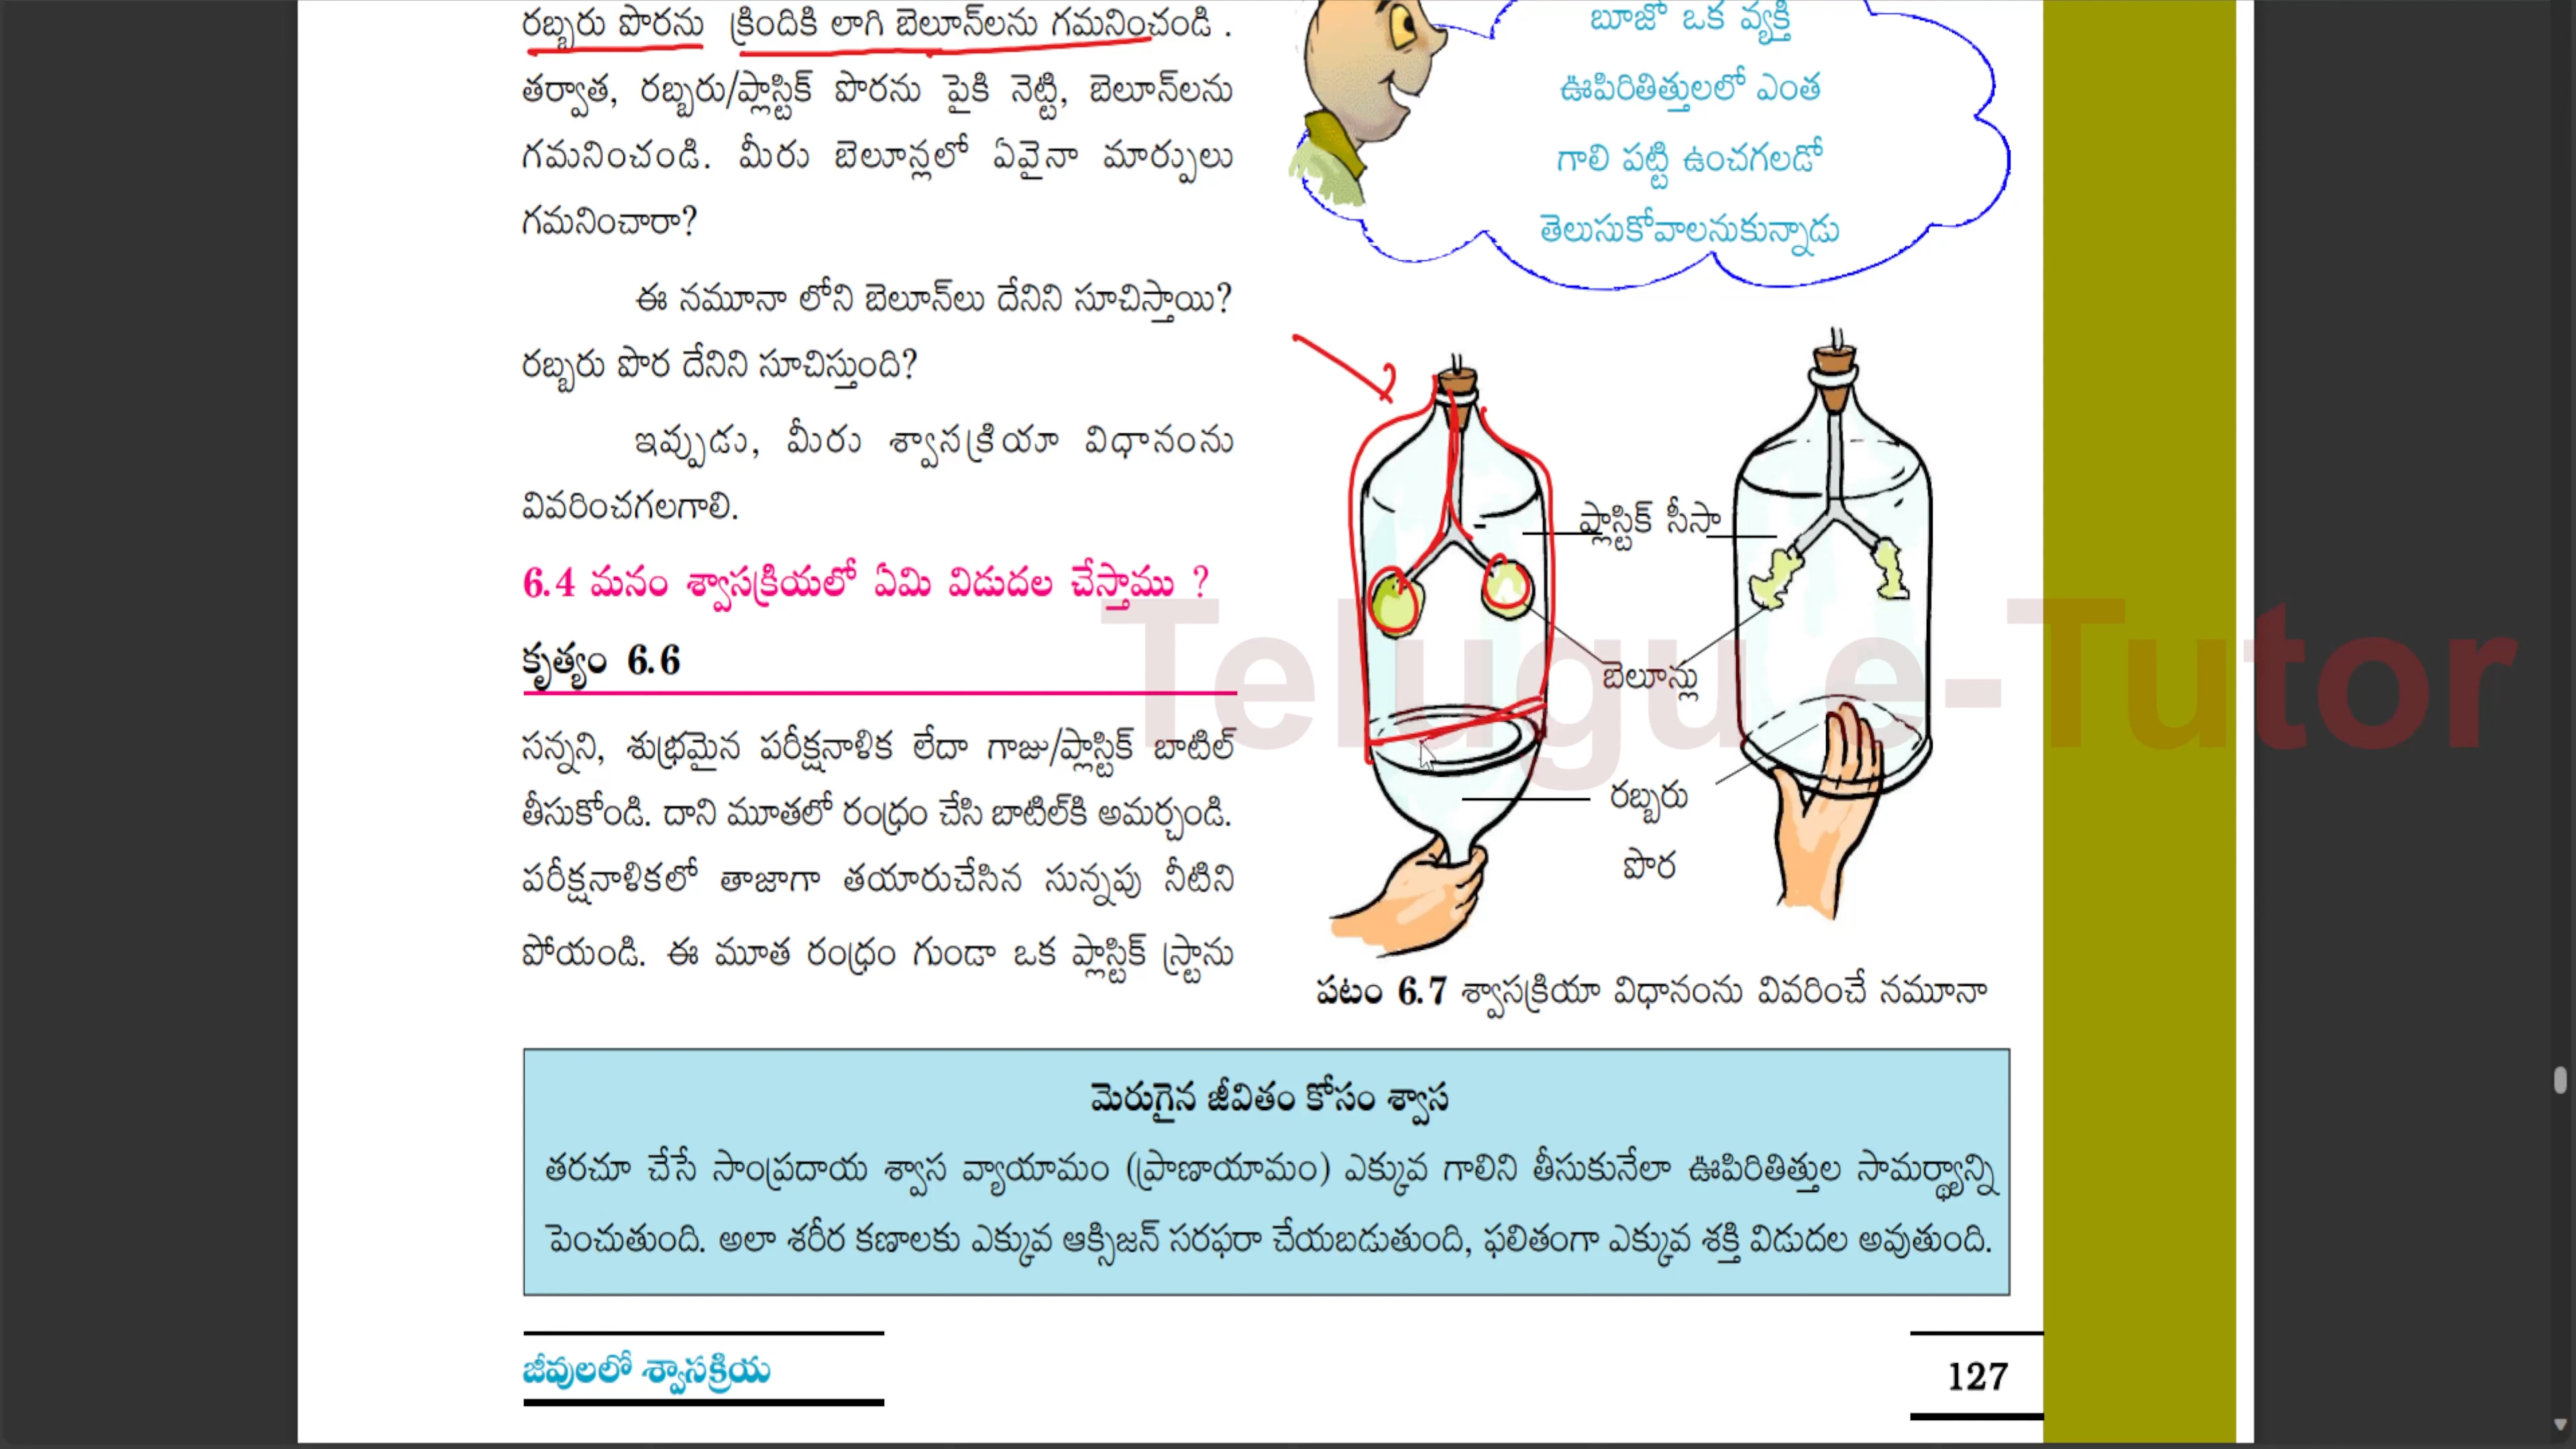 రబ్బరు పొరను క్రిందికి లాగి బెలూన్‌లను గమనించండి .
తర్వాత, రబ్బరు/ప్లాస్టిక్ పొరను పైకి నెట్టి, బెలూన్‌లను
గమనించండి. మీరు బెలూన్లలో ఏవైనా మార్పులు
గమనించారా?
ఈ నమూనా లోని బెలూన్‌లు దేనిని సూచిస్తాయి?
రబ్బరు పొర దేనిని సూచిస్తుంది?
ఇప్పుడు, మీరు శ్వాసక్రియా విధానంను
వివరించగలగాలి.
6.4 మనం శ్వాసక్రియలో ఏమి విడుదల చేస్తాము ?
కృత్యం 6.6
సన్నని, శుభ్రమైన పరీక్షనాళిక లేదా గాజు/ప్లాస్టిక్ బాటిల్
తీసుకోండి. దాని మూతలో రంధ్రం చేసి బాటిల్‌కి అమర్చండి.
పరీక్షనాళికలో తాజాగా తయారుచేసిన సున్నపు నీటిని
పోయండి. ఈ మూత రంధ్రం గుండా ఒక ప్లాస్టిక్ స్ట్రాను
బూజో ఒక వ్యక్తి
ఊపిరితిత్తులలో ఎంత
గాలి పట్టి ఉంచగలడో
తెలుసుకోవాలనుకున్నాడు
ప్లాస్టిక్ సీసా
బెలూన్లు
రబ్బరు
పొర
పటం 6.7 శ్వాసక్రియా విధానంను వివరించే నమూనా
Telugu e-Tutor
మెరుగైన జీవితం కోసం శ్వాస
తరచూ చేసే సాంప్రదాయ శ్వాస వ్యాయామం (ప్రాణాయామం) ఎక్కువ గాలిని తీసుకునేలా ఊపిరితిత్తుల సామర్థ్యాన్ని
పెంచుతుంది. అలా శరీర కణాలకు ఎక్కువ ఆక్సిజన్ సరఫరా చేయబడుతుంది, ఫలితంగా ఎక్కువ శక్తి విడుదల అవుతుంది.
జీవులలో శ్వాసక్రియ
127